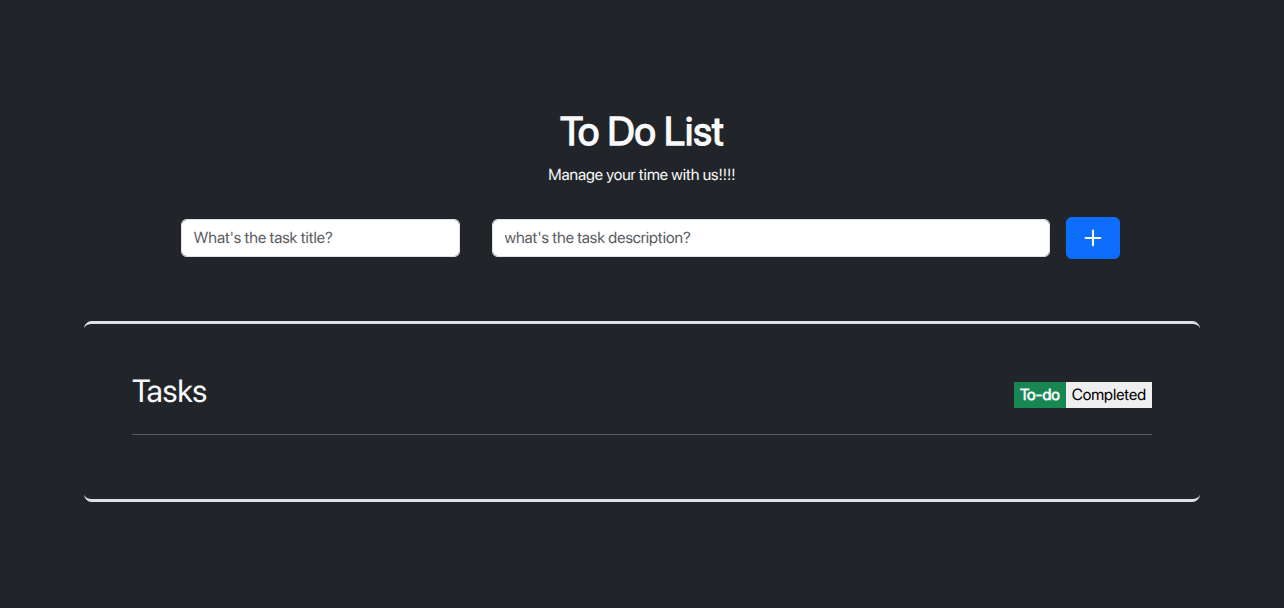 To Do List
Manage your time with us!!!!
What's the task title?
what's the task description?
Tasks
To-do Completed